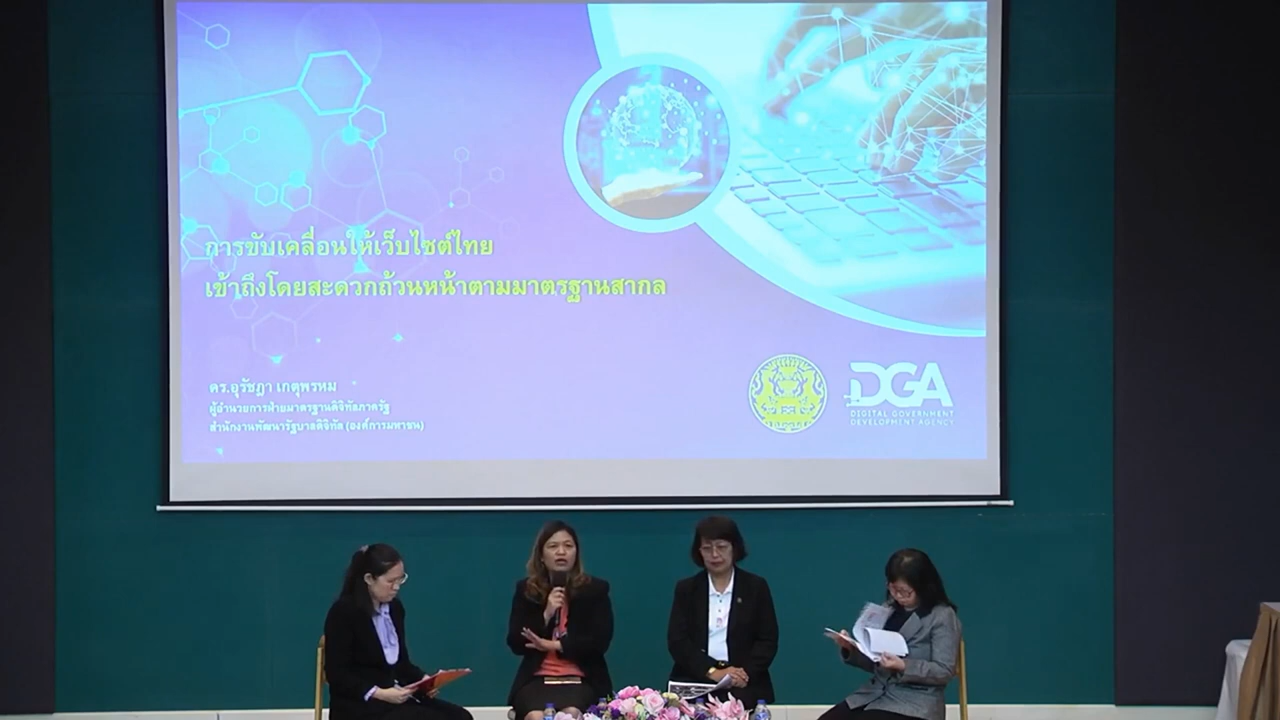 การขับเคลื่อนให้เว็บไซต์ไทย
เข้าถึงโดยสะดวกถ้วนหน้าตามมาตรฐานสากล
ดร.อุรัชฎา เกตุพรหม
ผู้อำนวยการฝ่ายมาตรฐานดิจิทัลภาครัฐ
สำนักงานพัฒนารัฐบาลดิจิทัล (องค์การมหาชน)
DGA
DIGITAL GOVERNMENT
DEVELOPMENT AGENCY